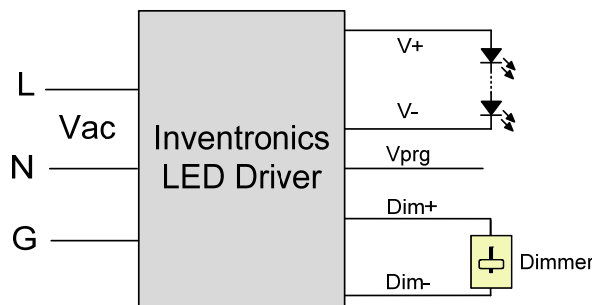 L
Vac
N
G
Inventronics
LED Driver
V+
V-
Vprg
Dim+
Dim-
Dimmer